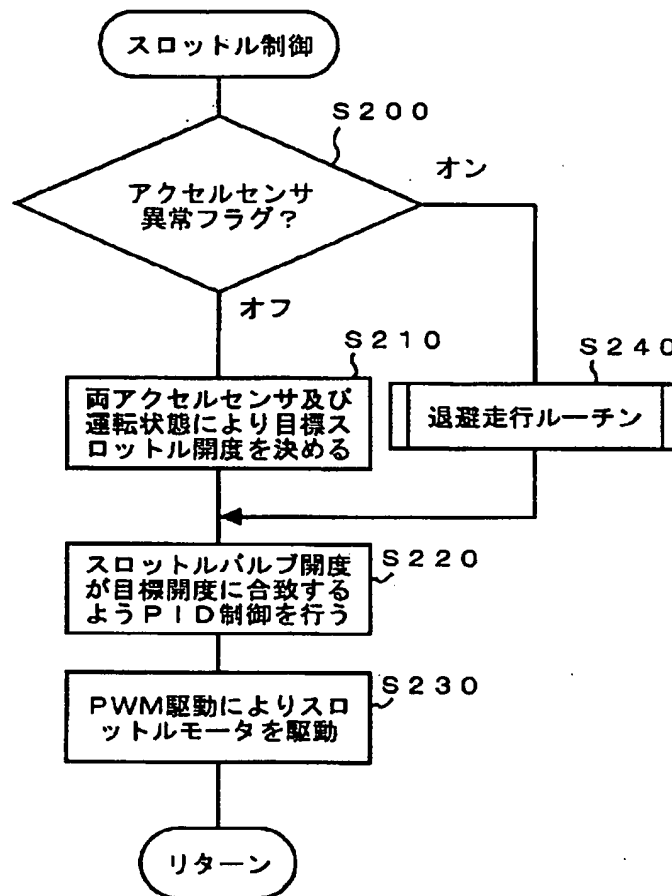 スロットル制御
S200
アクセルセンサ
異常フラグ？
オン
オフ
S210
両アクセルセンサ及び
運転状態により目標ス
ロットル開度を決める
S240
退避走行ルーチン
スロットルバルブ開度
が目標開度に合致する
ようPID制御を行う
S220
PWM駆動によりスロ
ットルモータを駆動
S230
リターン